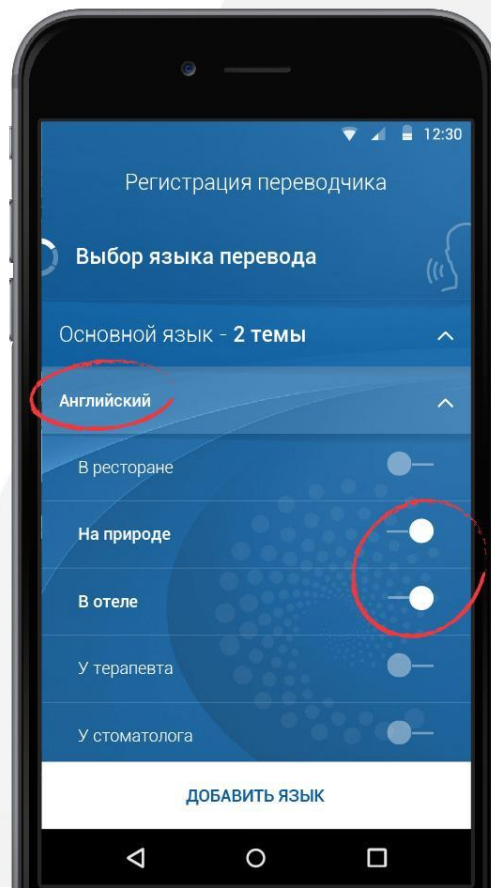 12:30
Регистрация переводчика
Выбор языка перевода
Основной язык - 2 темы
Английский
В ресторане
На природе
В отеле
У терапевта
У стоматолога
ДОБАВИТЬ ЯЗЫК